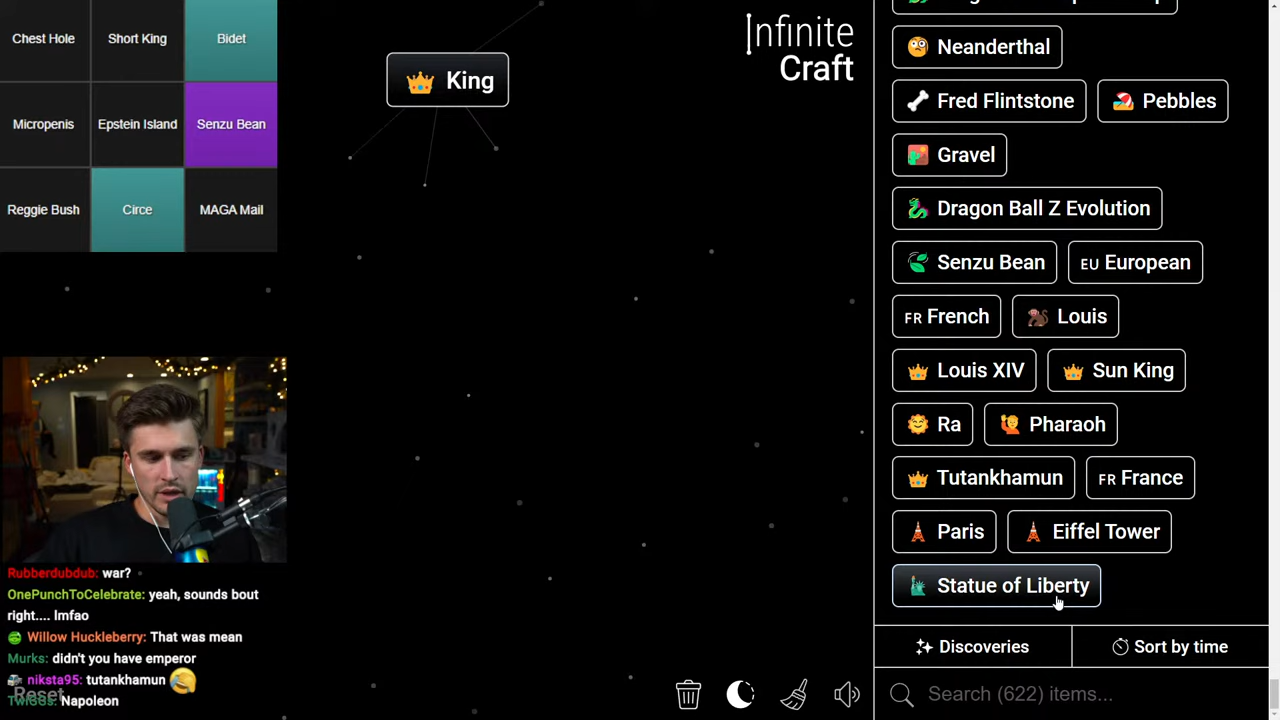 Chest Hole
Short King
Bidet
Micropenis
Epstein Island
Senzu Bean
Reggie Bush
Circe
MAGA Mail
King
Infinite
Craft
Neanderthal
Fred Flintstone
Pebbles
Gravel
Dragon Ball Z Evolution
Senzu Bean
EU European
FR French
Louis
Louis XIV
Sun King
Ra
Pharaoh
Tutankhamun
FR France
Paris
Eiffel Tower
Statue of Liberty
Discoveries
Sort by time
Search (622) items...
Rubberdubdub: war?
OnePunchToCelebrate: yeah, sounds bout
right.... lmfao
Willow Huckleberry: That was mean
Murks: didn't you have emperor
niksta95: tutankhamun
Reset
Napoleon